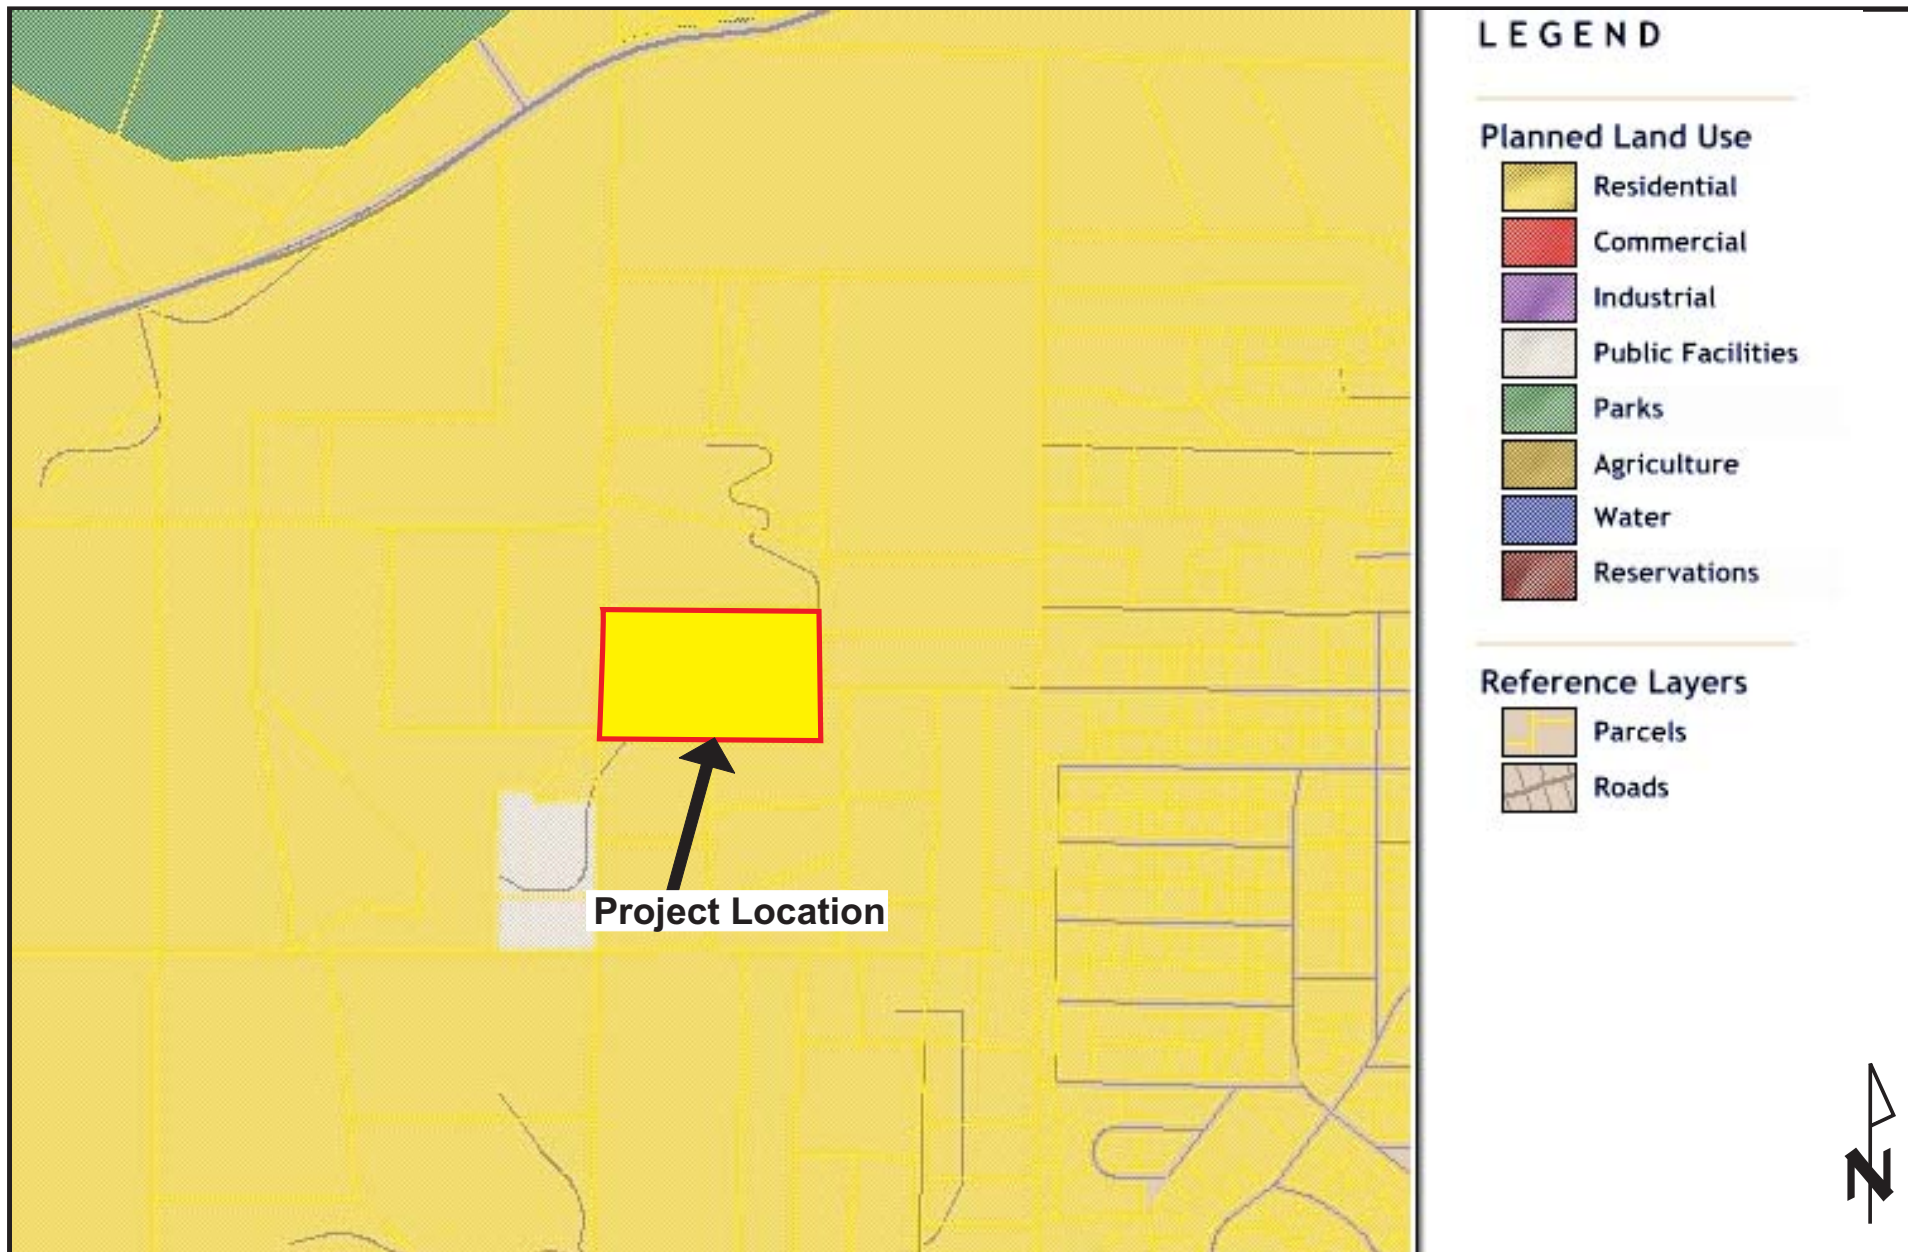 LEGEND
Planned Land Use
Residential
Commercial
Industrial
Public Facilities
Parks
Agriculture
Water
Reservations
Reference Layers
Parcels
Roads
Project Location
N